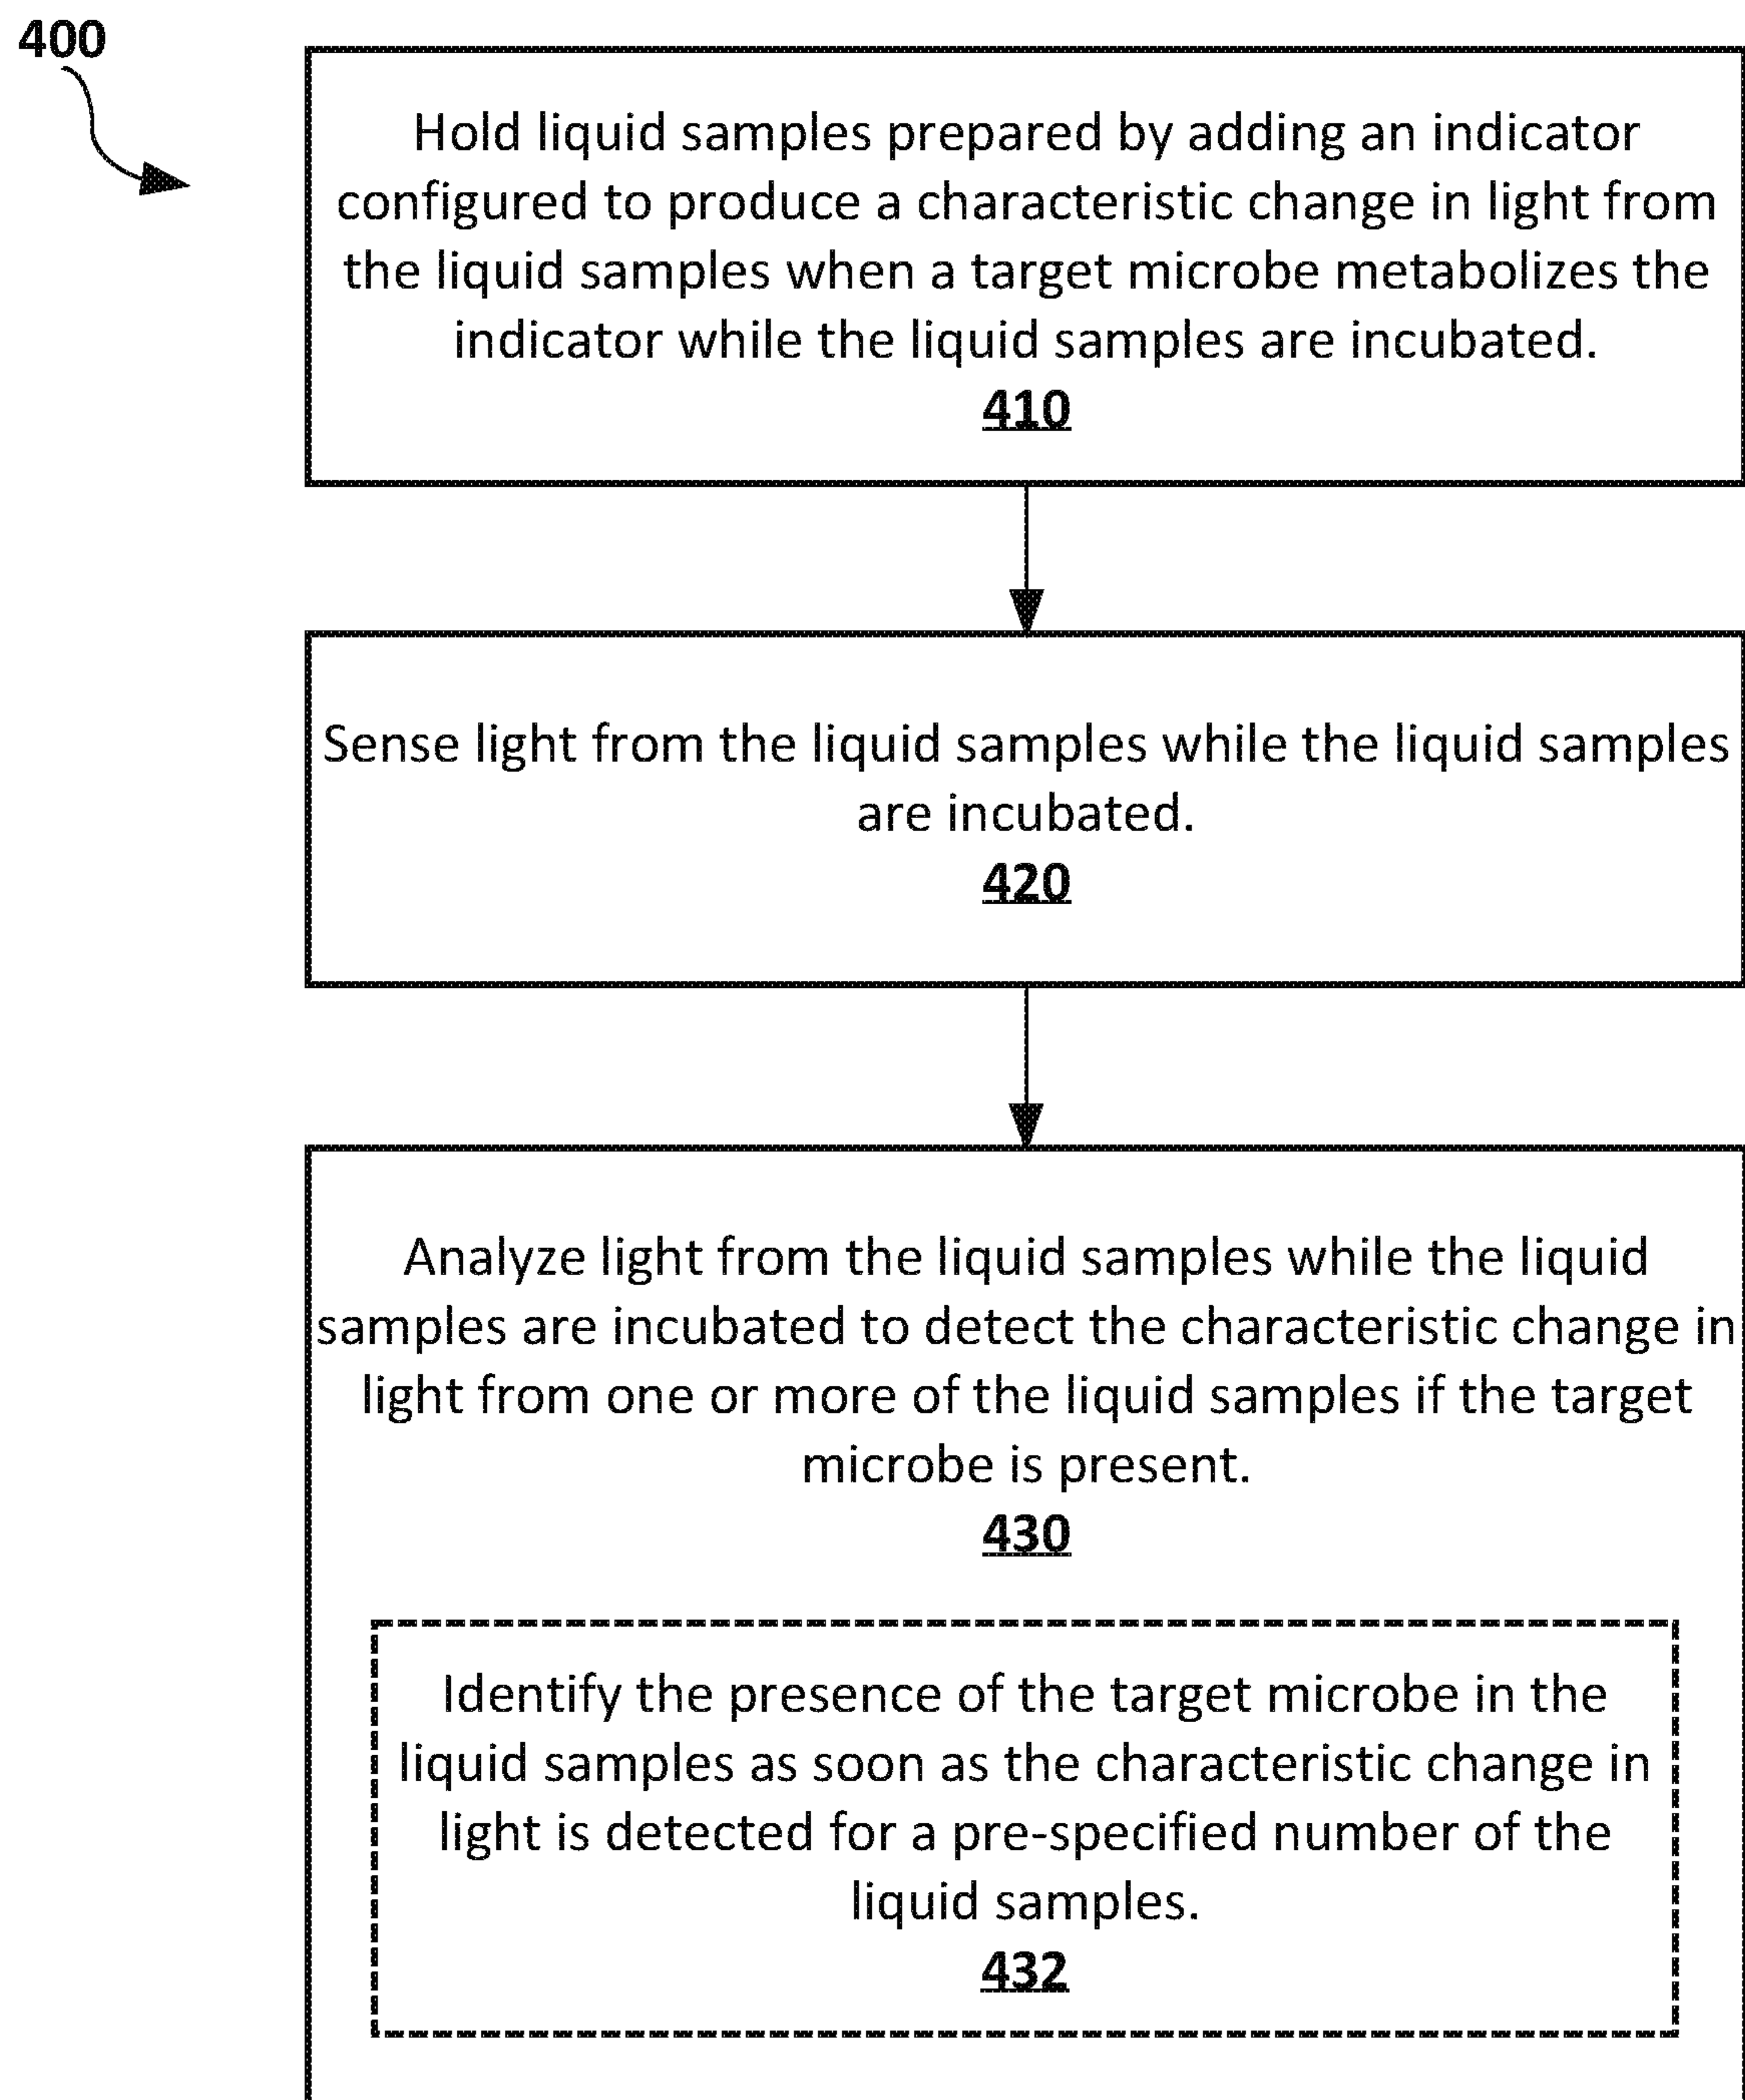 400
Hold liquid samples prepared by adding an indicator
configured to produce a characteristic change in light from
the liquid samples when a target microbe metabolizes the
indicator while the liquid samples are incubated.
410
Sense light from the liquid samples while the liquid samples
are incubated.
420
Analyze light from the liquid samples while the liquid
samples are incubated to detect the characteristic change in
light from one or more of the liquid samples if the target
microbe is present.
430
Identify the presence of the target microbe in the
liquid samples as soon as the characteristic change in
light is detected for a pre-specified number of the
liquid samples.
432